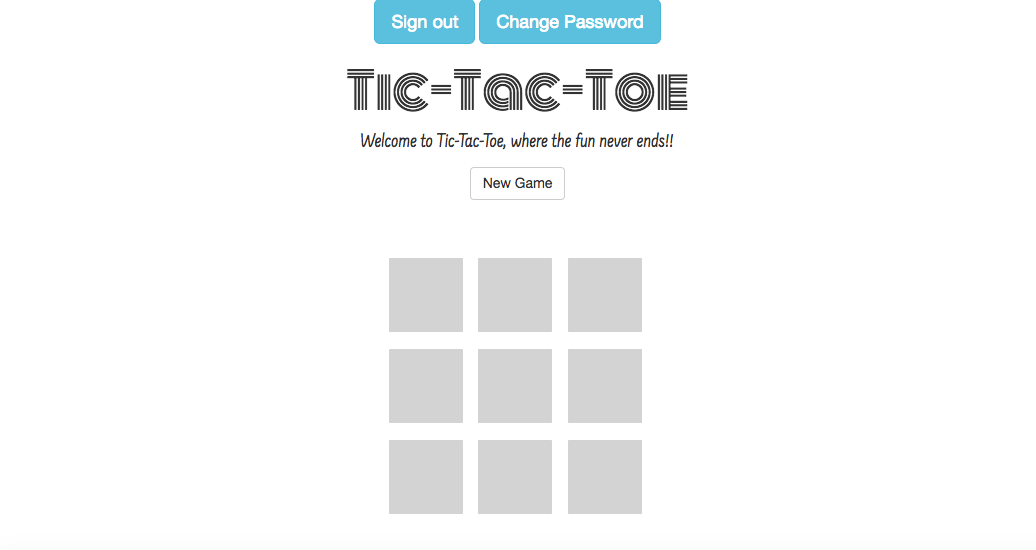 Sign out Change Password
Tic-Tac-Toe
Welcome to Tic-Tac-Toe, where the fun never ends!!
New Game